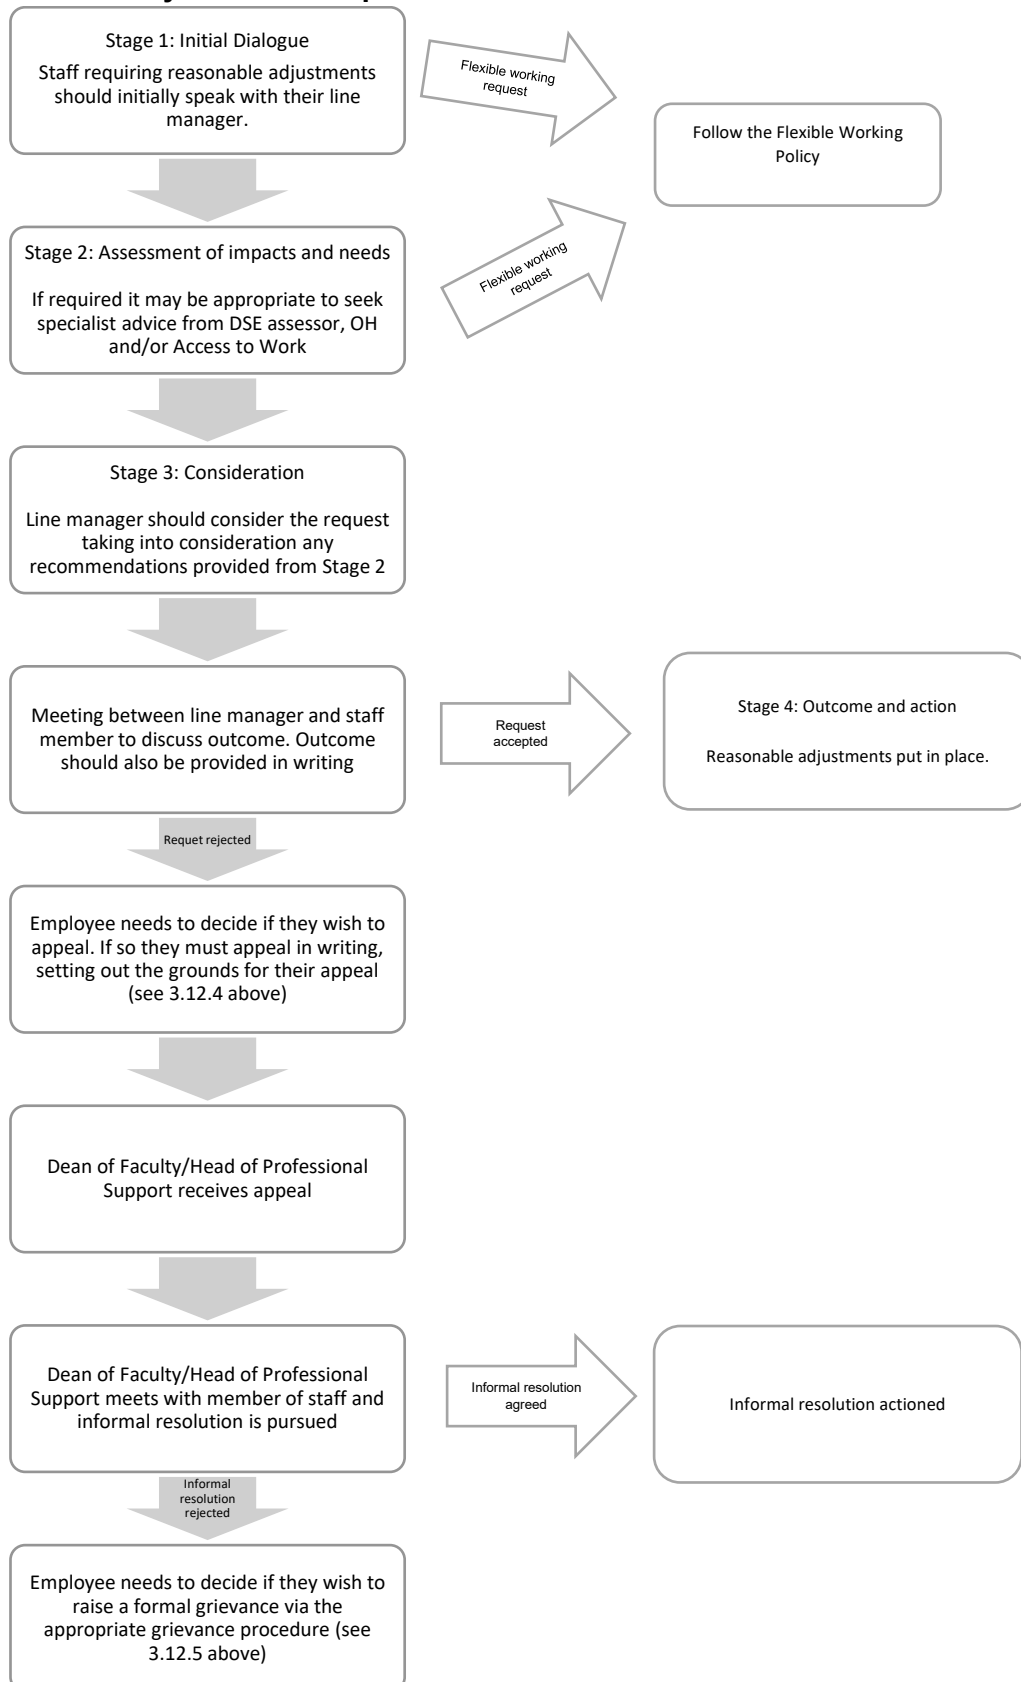 Stage 1: Initial Dialogue
Staff requiring reasonable adjustments
should initially speak with their line
manager.
Flexible working
request
Follow the Flexible Working
Policy
Stage 2: Assessment of impacts and needs
If required it may be appropriate to seek
specialist advice from DSE assessor, OH
and/or Access to Work
Flexible working
request
Stage 3: Consideration
Line manager should consider the request
taking into consideration any
recommendations provided from Stage 2
Meeting between line manager and staff
member to discuss outcome. Outcome
should also be provided in writing
Request
accepted
Stage 4: Outcome and action
Reasonable adjustments put in place.
Requet rejected
Employee needs to decide if they wish to
appeal. If so they must appeal in writing,
setting out the grounds for their appeal
(see 3.12.4 above)
Dean of Faculty/Head of Professional
Support receives appeal
Dean of Faculty/Head of Professional
Support meets with member of staff and
informal resolution is pursued
Informal resolution
agreed
Informal resolution actioned
Informal
resolution
rejected
Employee needs to decide if they wish to
raise a formal grievance via the
appropriate grievance procedure (see
3.12.5 above)